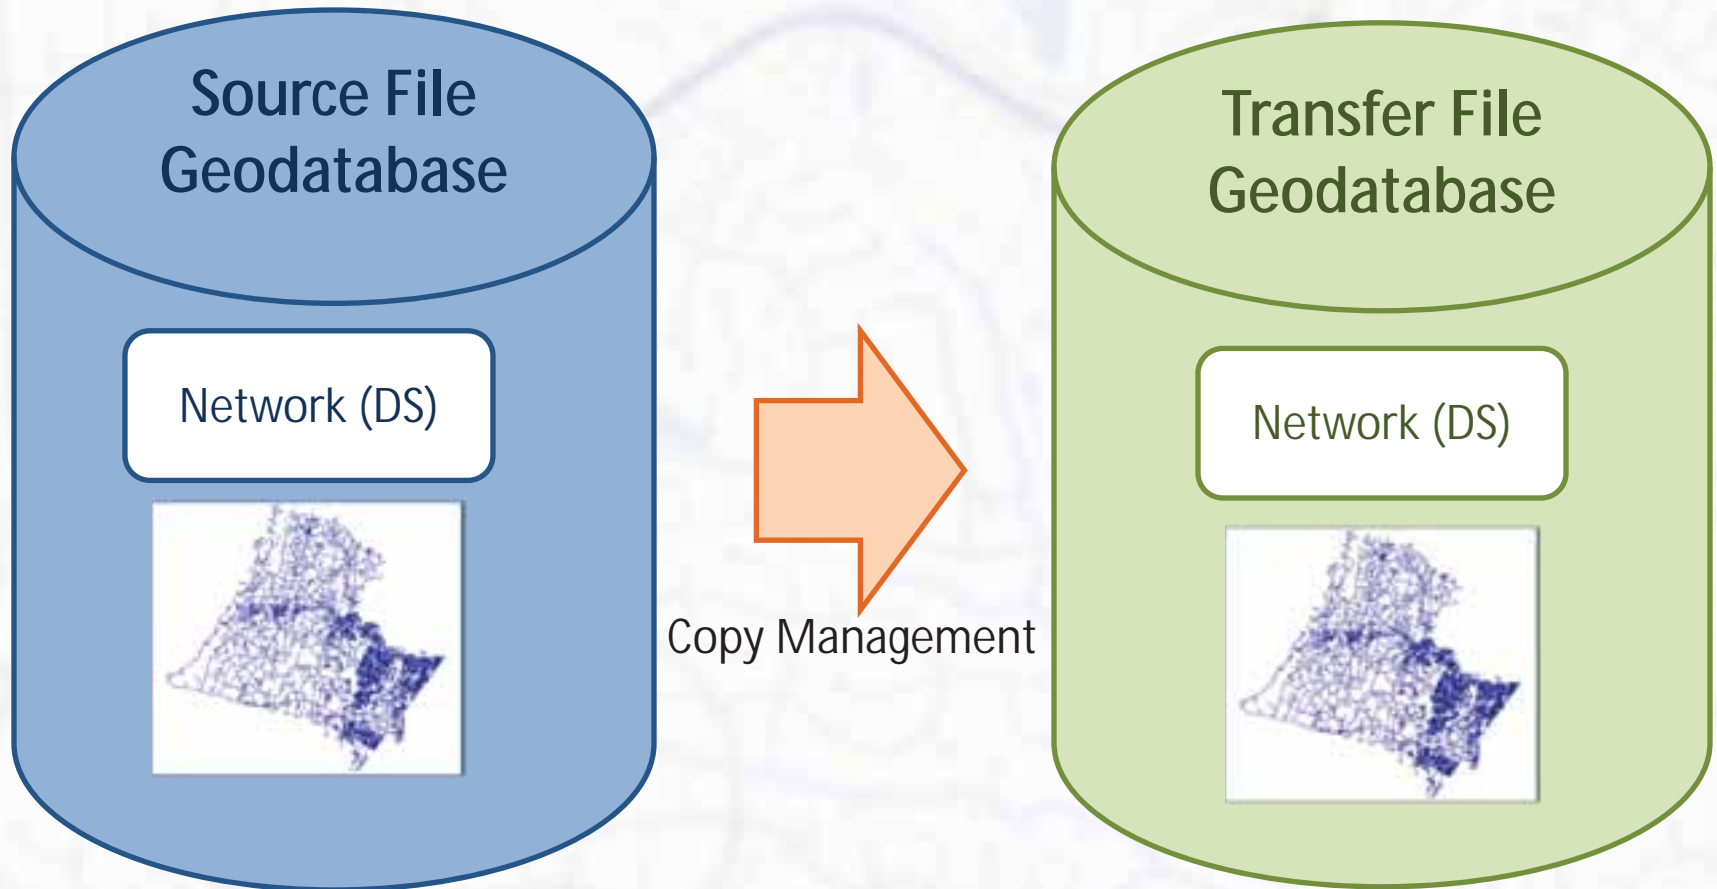 Source File
Geodatabase
Network (DS)
Copy Management
Transfer File
Geodatabase
Network (DS)